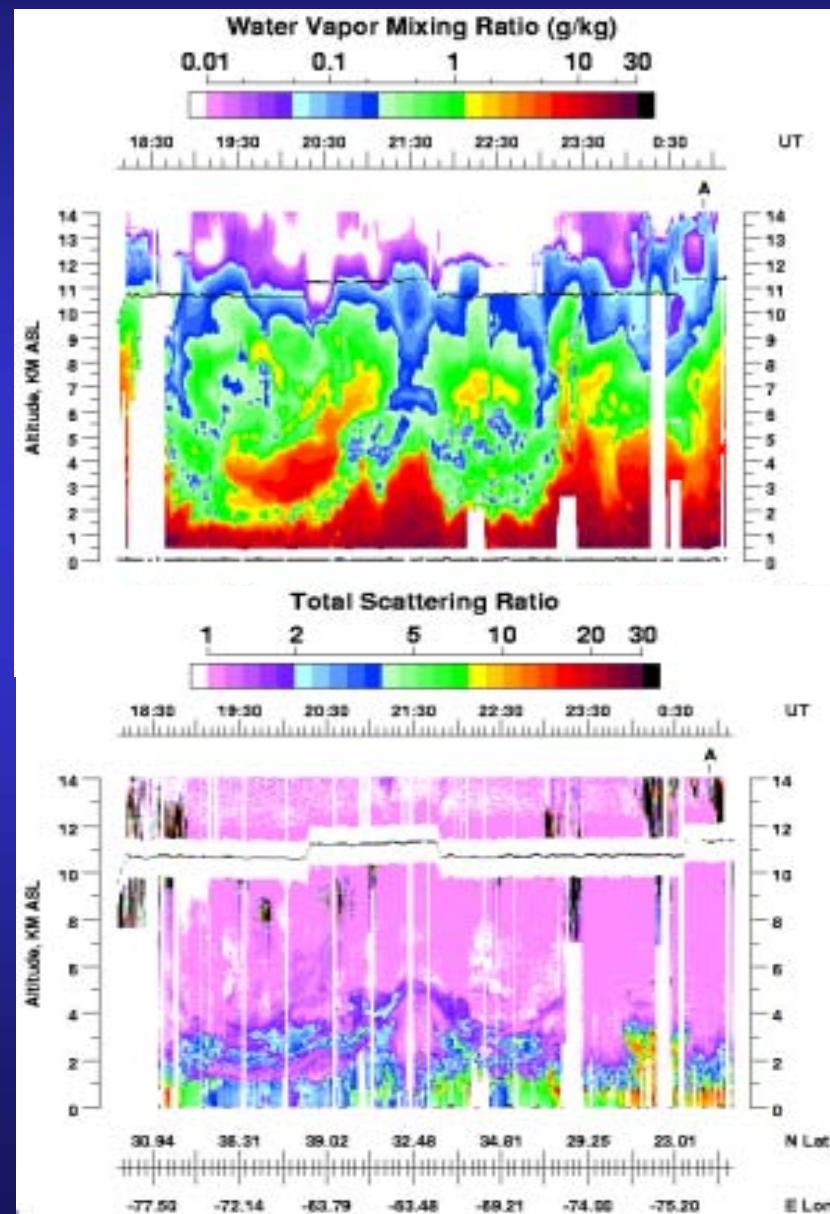 Water Vapor Mixing Ratio (g/kg)
0.01 0.1 1 10 30
18:30 19:30 20:30 21:30 22:30 23:30 0:30 UT
A
14 14
13 13
12 12
11 11
10 10
9 9
8 8
7 7
6 6
5 5
4 4
3 3
2 2
1 1
0 0
Altitude, KM ASL
Total Scattering Ratio
1 2 5 10 20 30
18:30 19:30 20:30 21:30 22:30 23:30 0:30 UT
A
14 14
12 12
10 10
8 8
6 6
4 4
2 2
0 0
Altitude, KM ASL
30.94 39.02 32.48 29.25 23.01 N Lat
-77.50 -72.14 -63.79 -63.48 -69.21 -75.20 E Lon